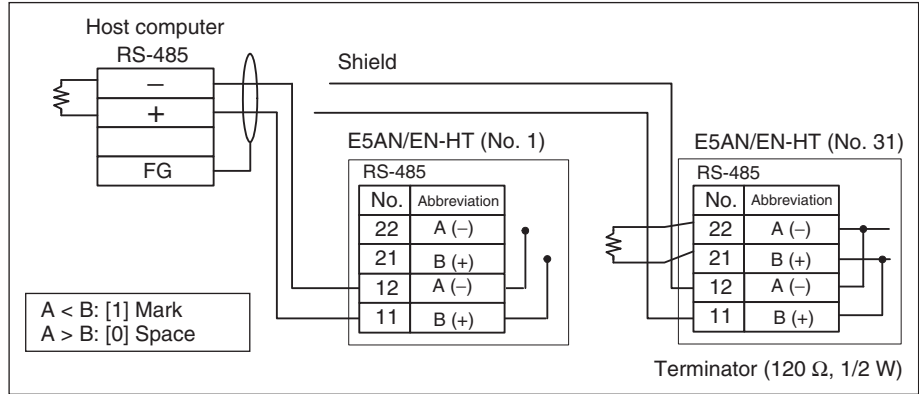 Host computer
RS-485
−
+
FG
Shield
E5AN/EN-HT (No. 1)
RS-485
No. Abbreviation
22 A (−)
21 B (+)
12 A (−)
11 B (+)
E5AN/EN-HT (No. 31)
RS-485
No. Abbreviation
22 A (−)
21 B (+)
12 A (−)
11 B (+)
A < B: [1] Mark
A > B: [0] Space
Terminator (120 Ω, 1/2 W)